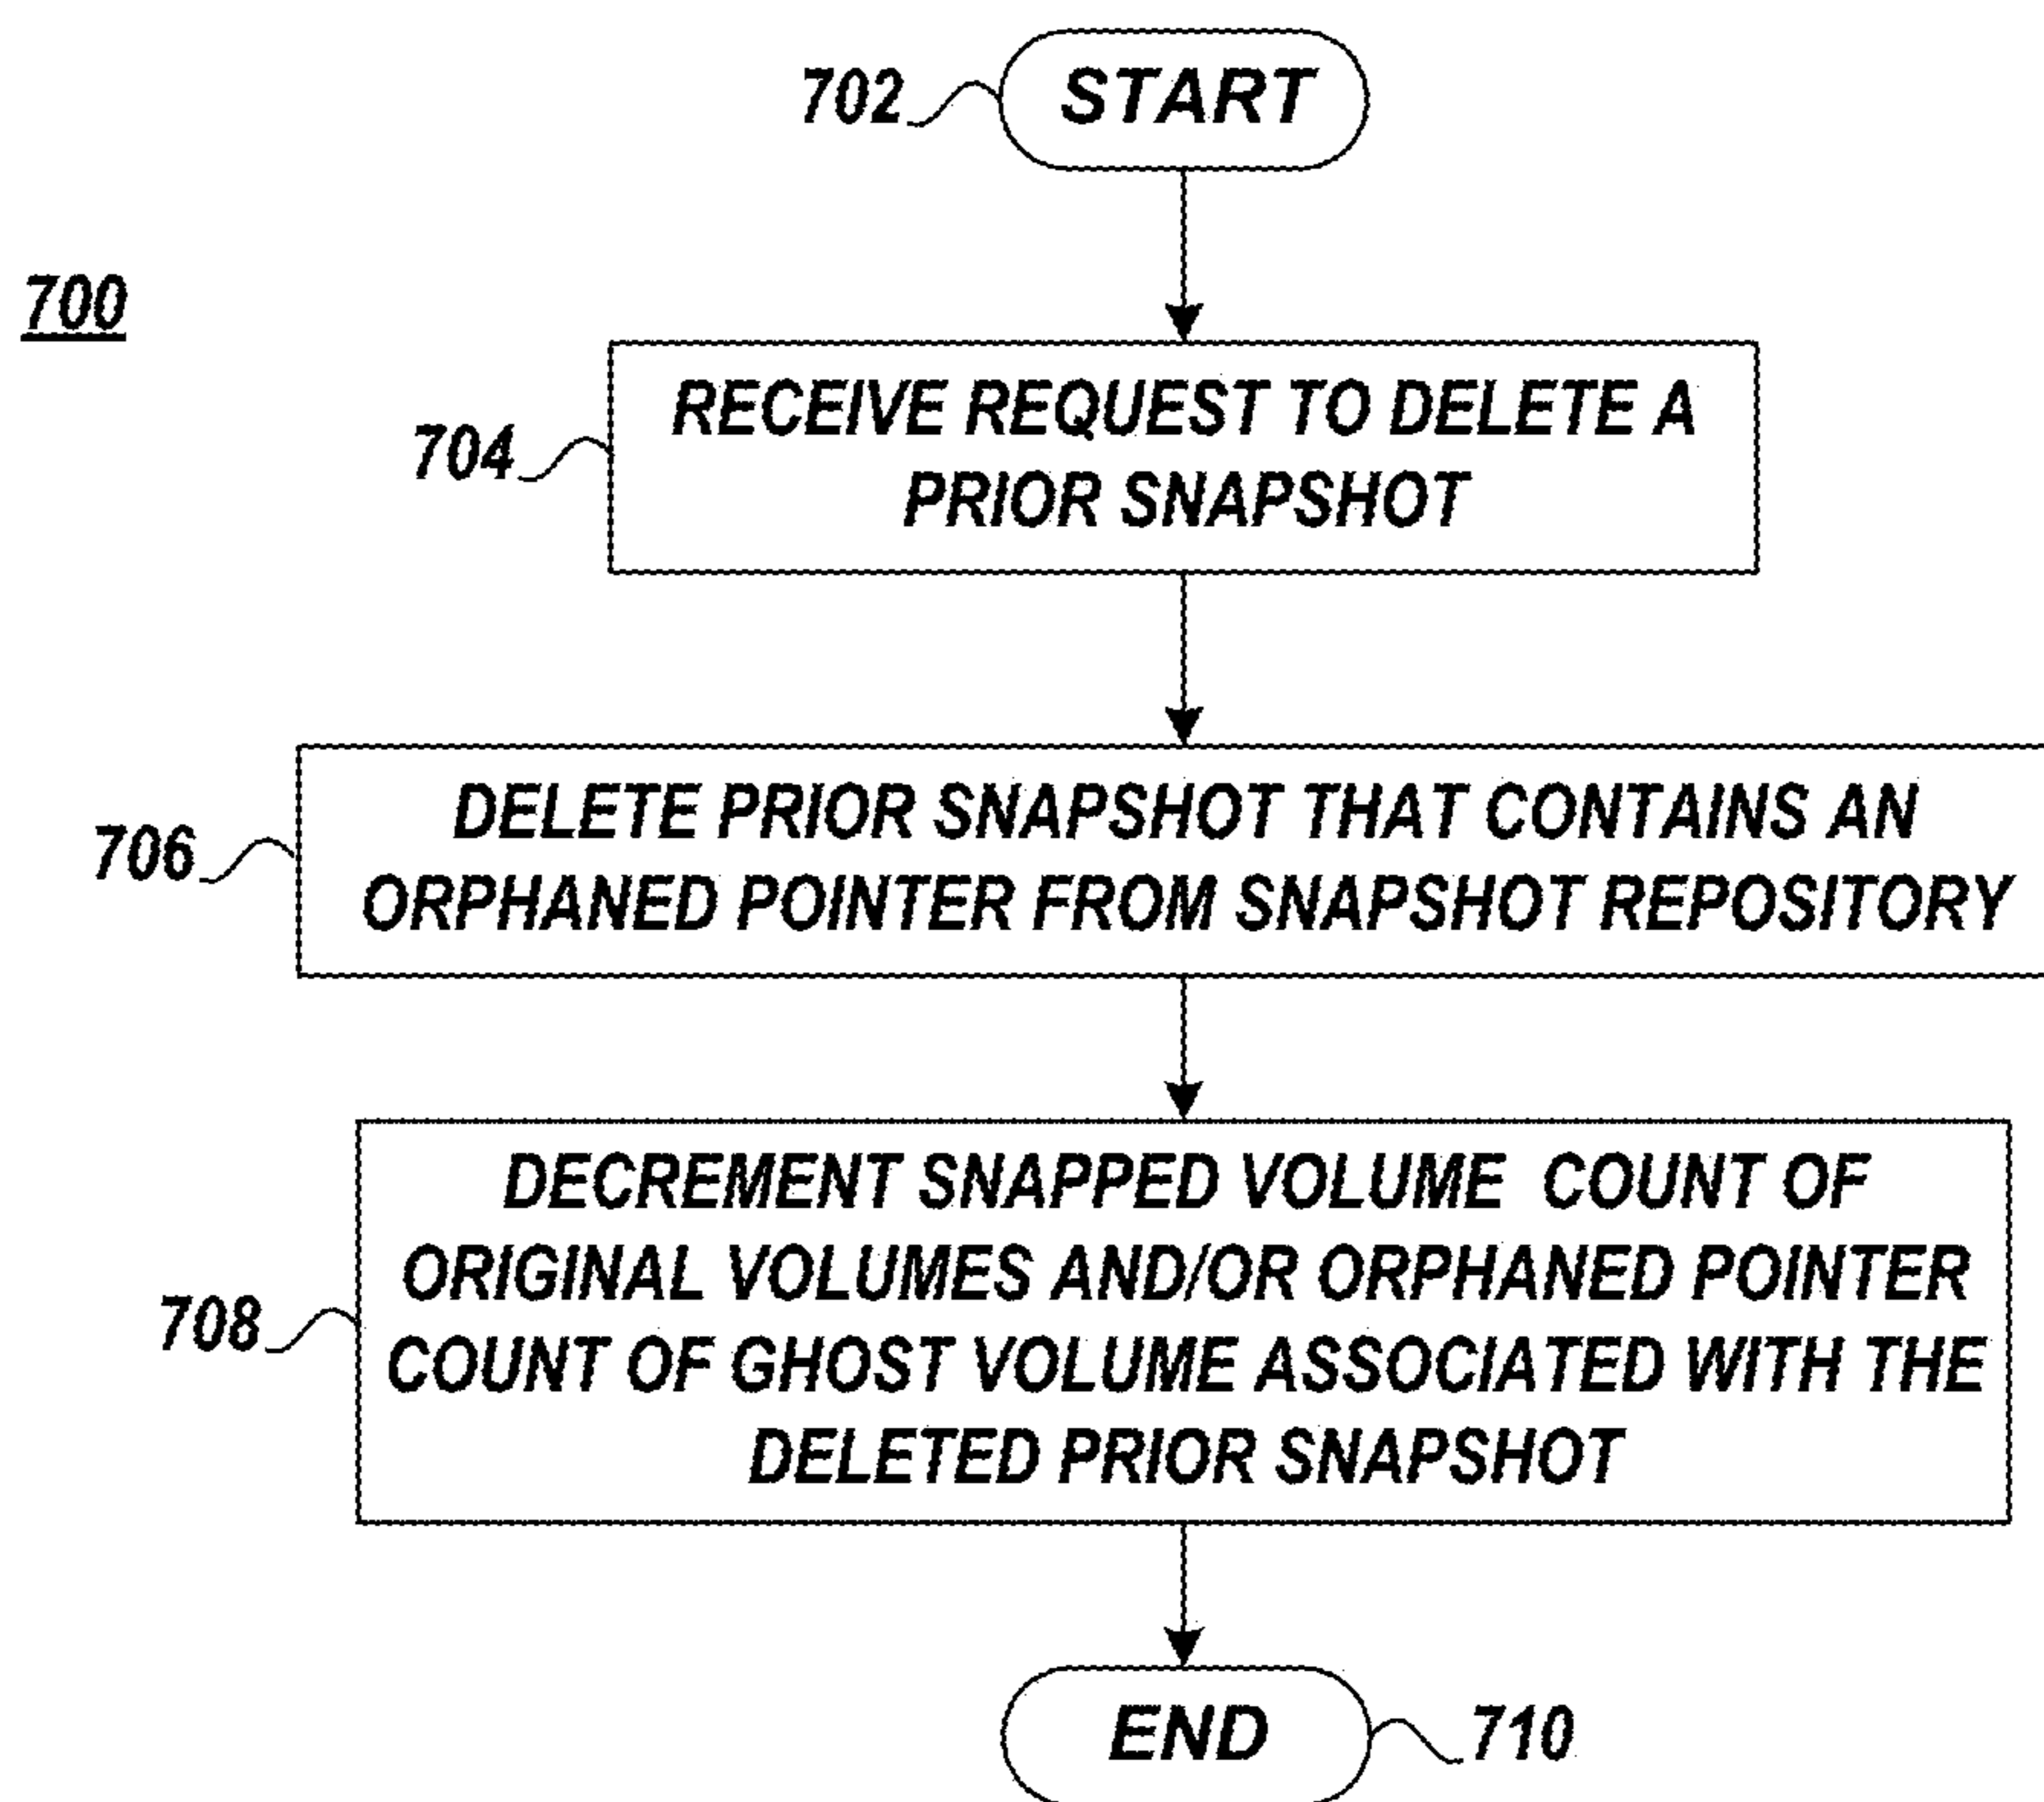 702
START
700
704
RECEIVE REQUEST TO DELETE A
PRIOR SNAPSHOT
706
DELETE PRIOR SNAPSHOT THAT CONTAINS AN
ORPHANED POINTER FROM SNAPSHOT REPOSITORY
708
DECREMENT SNAPPED VOLUME COUNT OF
ORIGINAL VOLUMES AND/OR ORPHANED POINTER
COUNT OF GHOST VOLUME ASSOCIATED WITH THE
DELETED PRIOR SNAPSHOT
END
710